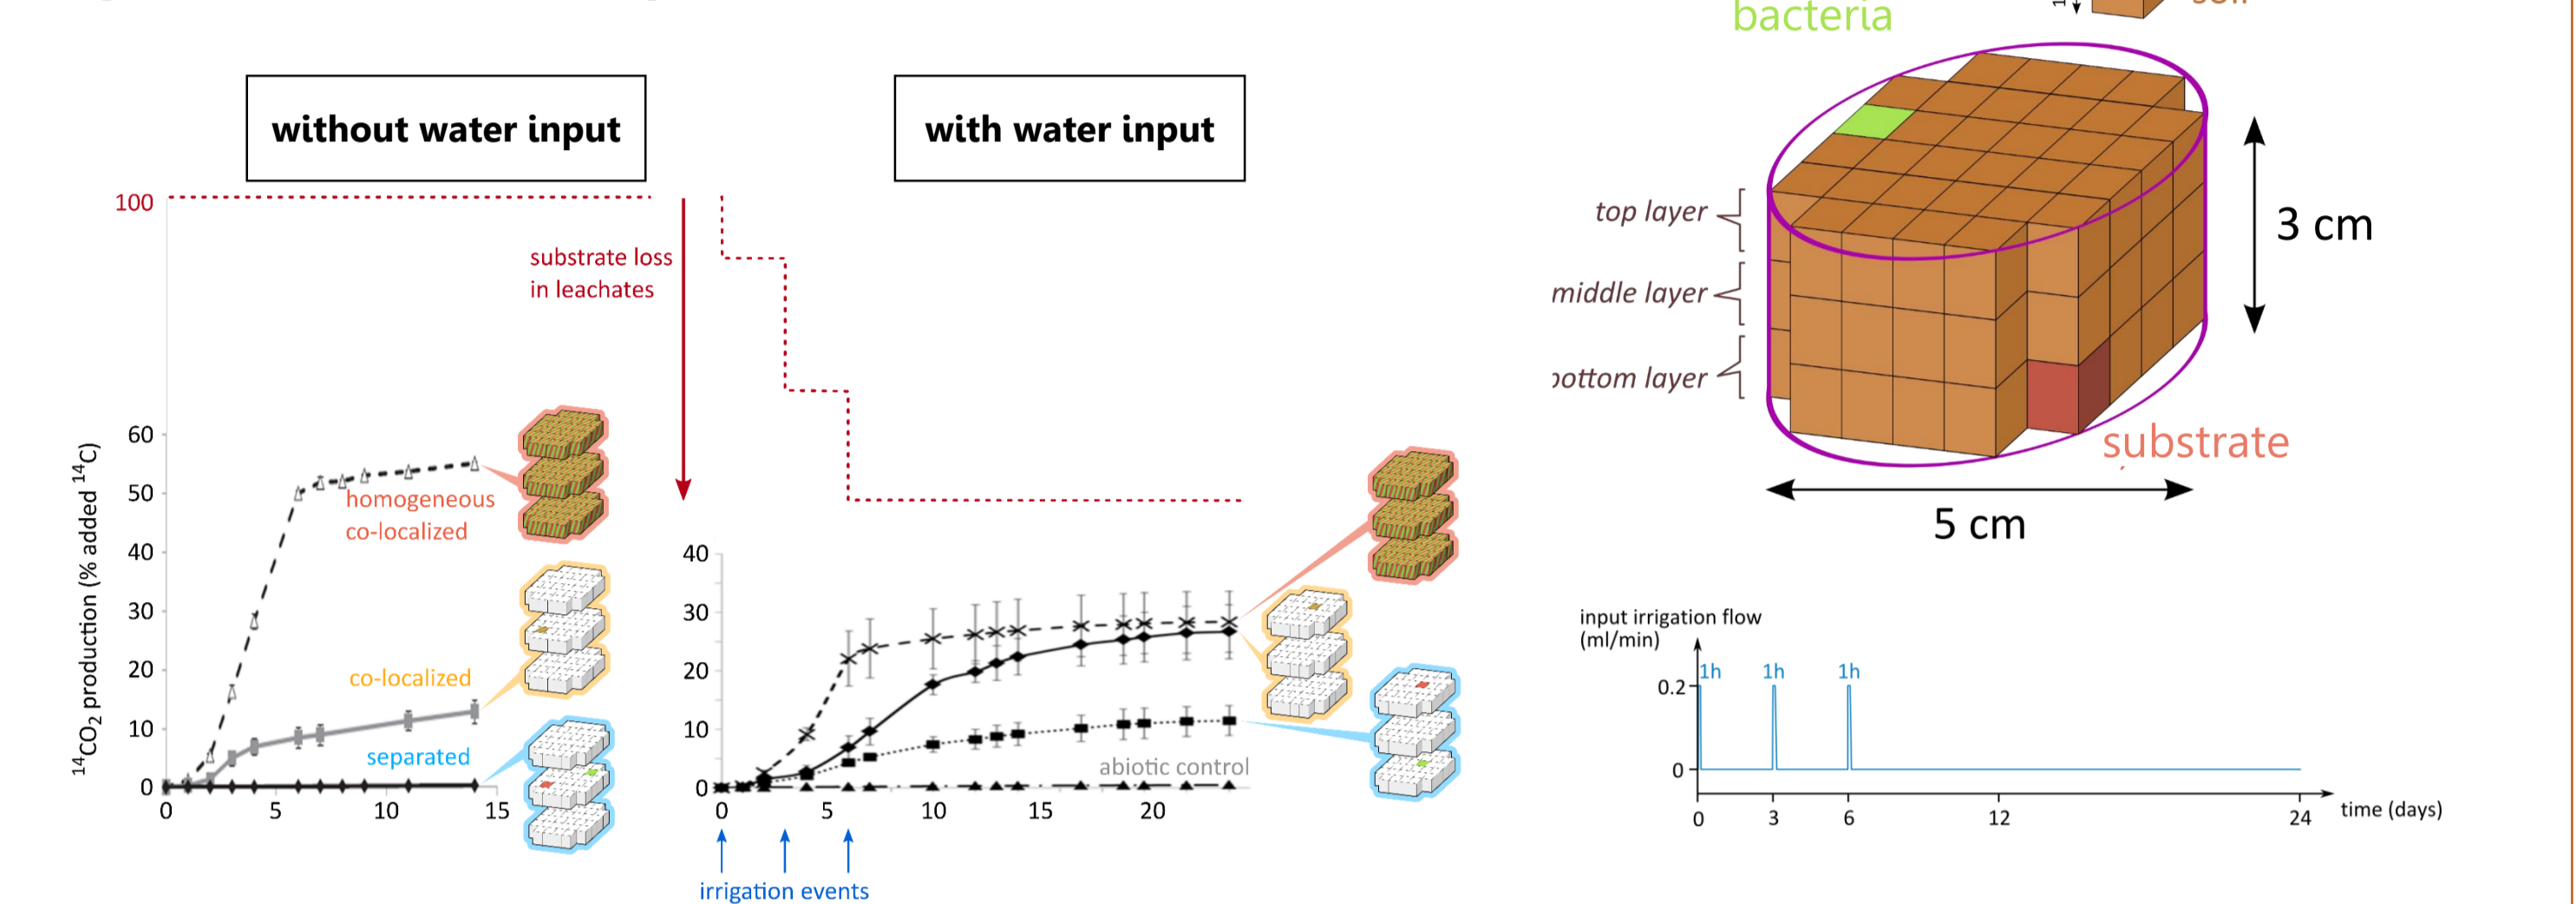 without water input
with water input
100
substrate loss
in leachates
¹⁴CO₂ production (% added ¹⁴C)
60
50
40
30
20
10
0
homogeneous
co-localized
co-localized
separated
0
5
10
15
40
30
20
10
0
abiotic control
0
5
10
15
20
irrigation events
bacteria
top layer
middle layer
bottom layer
3 cm
substrate
5 cm
input irrigation flow
(ml/min)
1h
1h
1h
0.2
0
0
3
6
12
24
time (days)